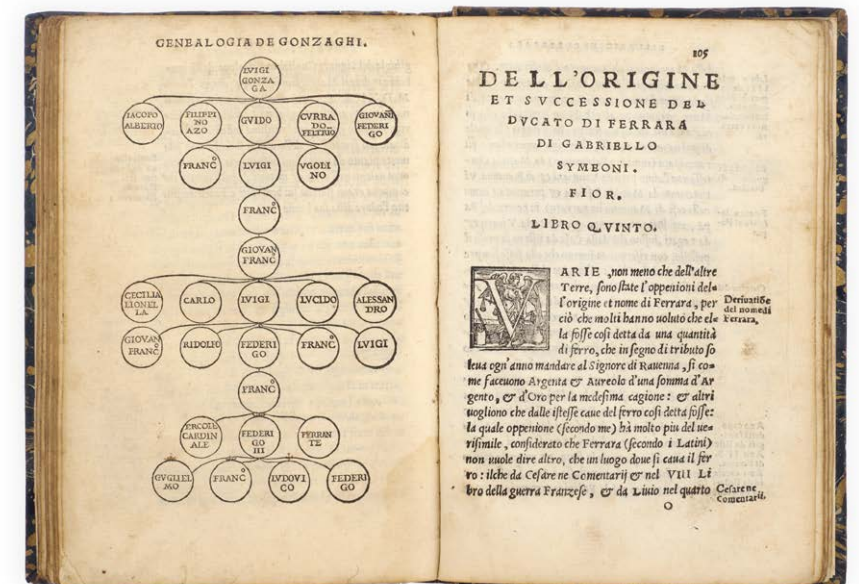 GENEALOGIA DE GONZAGHI.
LVIGI
GONZA
GA
IACOPO
ALBERTO
FILIPPI
NO
AZO
GVIDO
CVRRA
DO_
FELTRIO
GIOVAÑI
FEDERI
GO
FRANC°
LVIGI
VGOLI
NO
FRANC°
GIOVAN
FRANC°
CECILIA
LIONEL
LA
CARLO
LVIGI
LVCIDO
ALESSAN
DRO
GIOVAN
FRANC°
RIDOLFO
FEDERI
GO
FRANC°
LVIGI
FRANC°
ERCOLE
CARDIN
ALE
FEDERI
GO
III
FERRAN
TE
GVGLIEL
MO
FRANC°
LVDOVI
CO
FEDERI
GO
105
DELL'ORIGINE
ET SVCCESSIONE DEL
DVCATO DI FERRARA
DI GABRIELLO
SYMEONI.
FIOR.
LIBRO QVINTO.
VARIE, non meno che dell'altre
Terre, sono state l'oppenioni del=
l'origine et nome di Ferrara, per
ciò che molti hanno uoluto che el=
la fosse cosi detta da una quantità
di ferro, che in segno di tributo so
leua ogn'anno mandare al Signore di Rauenna, si co=
me faceuono Argenta & Aureolo d'una somma d'Ar
gento, & d'Oro per la medesima cagione: & altri
uogliono che dalle istesse caue del ferro cosi detta fosse:
la quale oppenione (secondo me) hà molto piu del ue=
risimile, considerato che Ferrara (secondo i Latini)
non uuole dire altro, che un luogo doue si caua il fer
ro: ilche da Cesare ne Comentarij & nel VIII Li
bro della guerra Franzese, & da Liuio nel quarto
O
Deriuatiõe
del nome di
Ferrara.
Cesare ne
Comentarii.